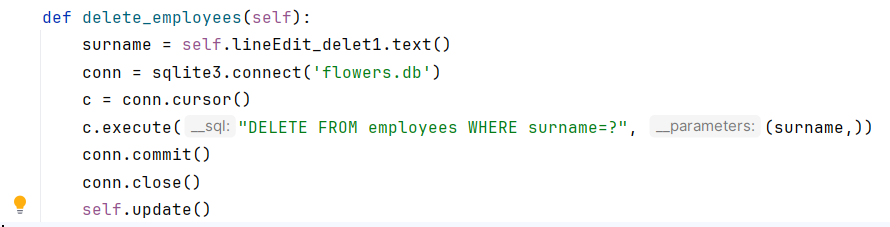 def delete_employees(self):
    surname = self.lineEdit_delet1.text()
    conn = sqlite3.connect('flowers.db')
    c = conn.cursor()
    c.execute(__sql: "DELETE FROM employees WHERE surname=?", __parameters: (surname,))
    conn.commit()
    conn.close()
    self.update()